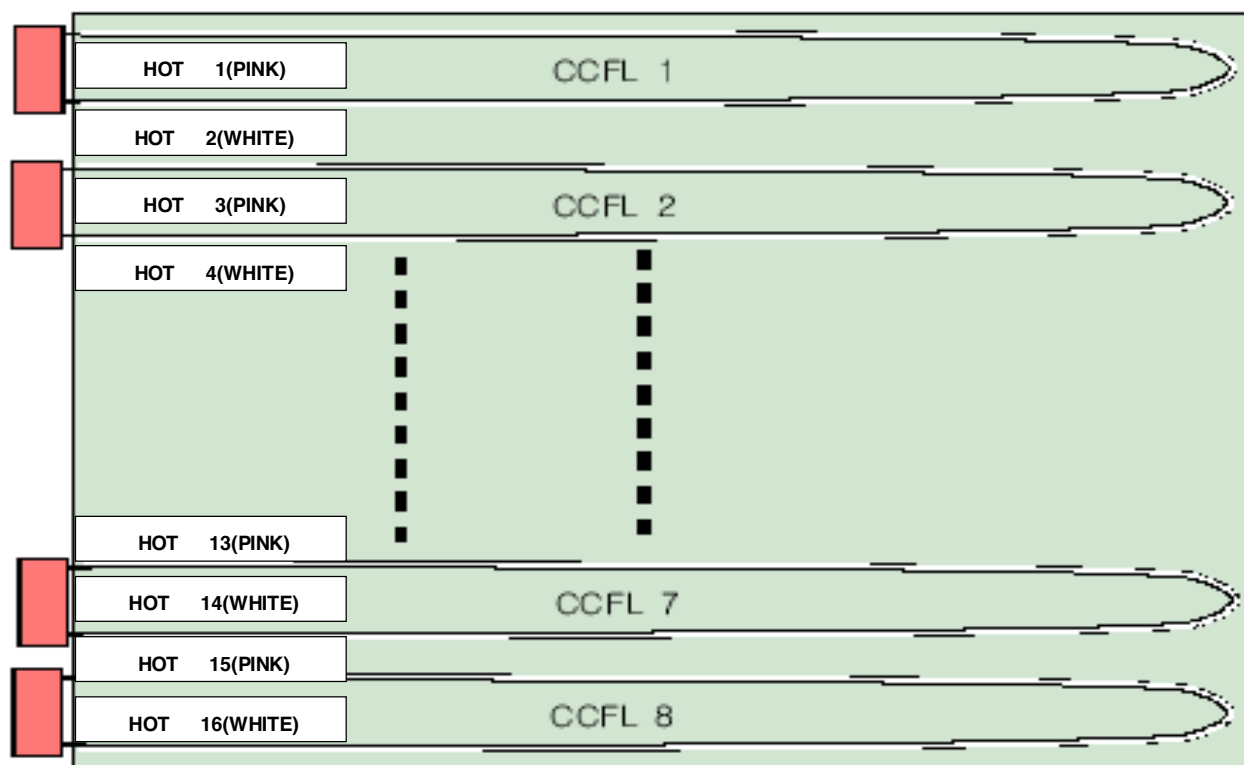 HOT 1(PINK)
CCFL 1
HOT 2(WHITE)
HOT 3(PINK)
CCFL 2
HOT 4(WHITE)
HOT 13(PINK)
HOT 14(WHITE)
CCFL 7
HOT 15(PINK)
HOT 16(WHITE)
CCFL 8